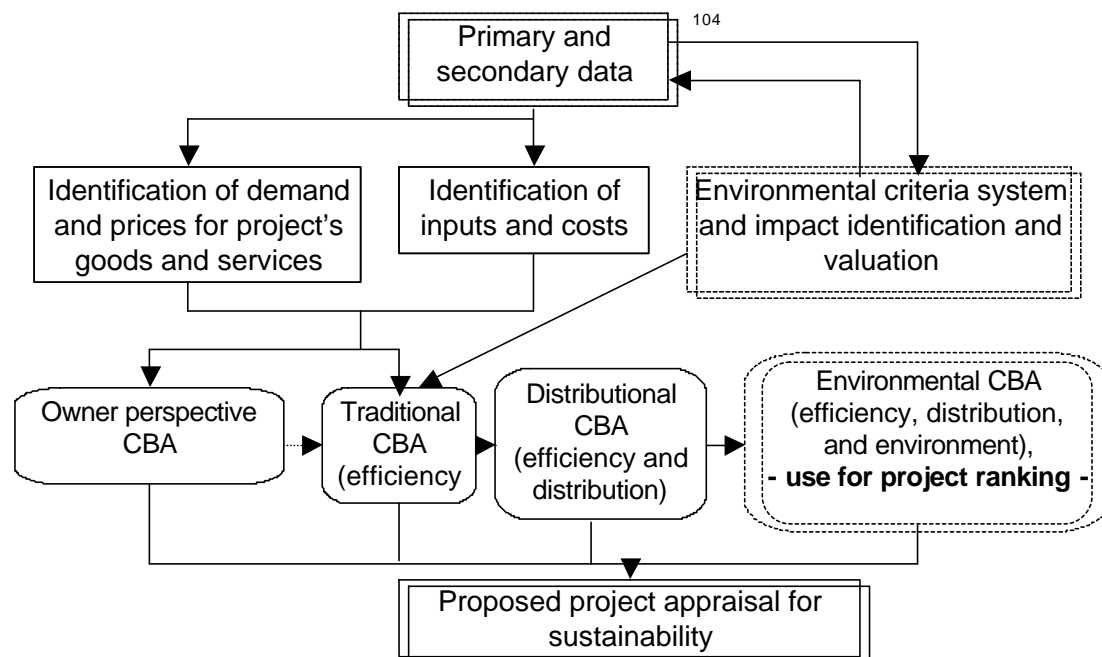 104
Primary and
secondary data
Identification of demand
and prices for project's
goods and services
Identification of
inputs and costs
Environmental criteria system
and impact identification and
valuation
Owner perspective
CBA
Traditional
CBA
(efficiency
Distributional
CBA
(efficiency and
distribution)
Environmental CBA
(efficiency, distribution,
and environment),
- use for project ranking -
Proposed project appraisal for
sustainability